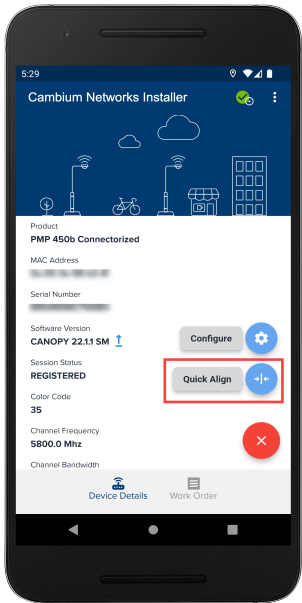 5:29
Cambium Networks Installer
Product
PMP 450b Connectorized
MAC Address
Serial Number
Software Version
CANOPY 22.1.1 SM
Configure
Session Status
REGISTERED
Quick Align
Color Code
35
Channel Frequency
5800.0 Mhz
Channel Bandwidth
Device Details
Work Order